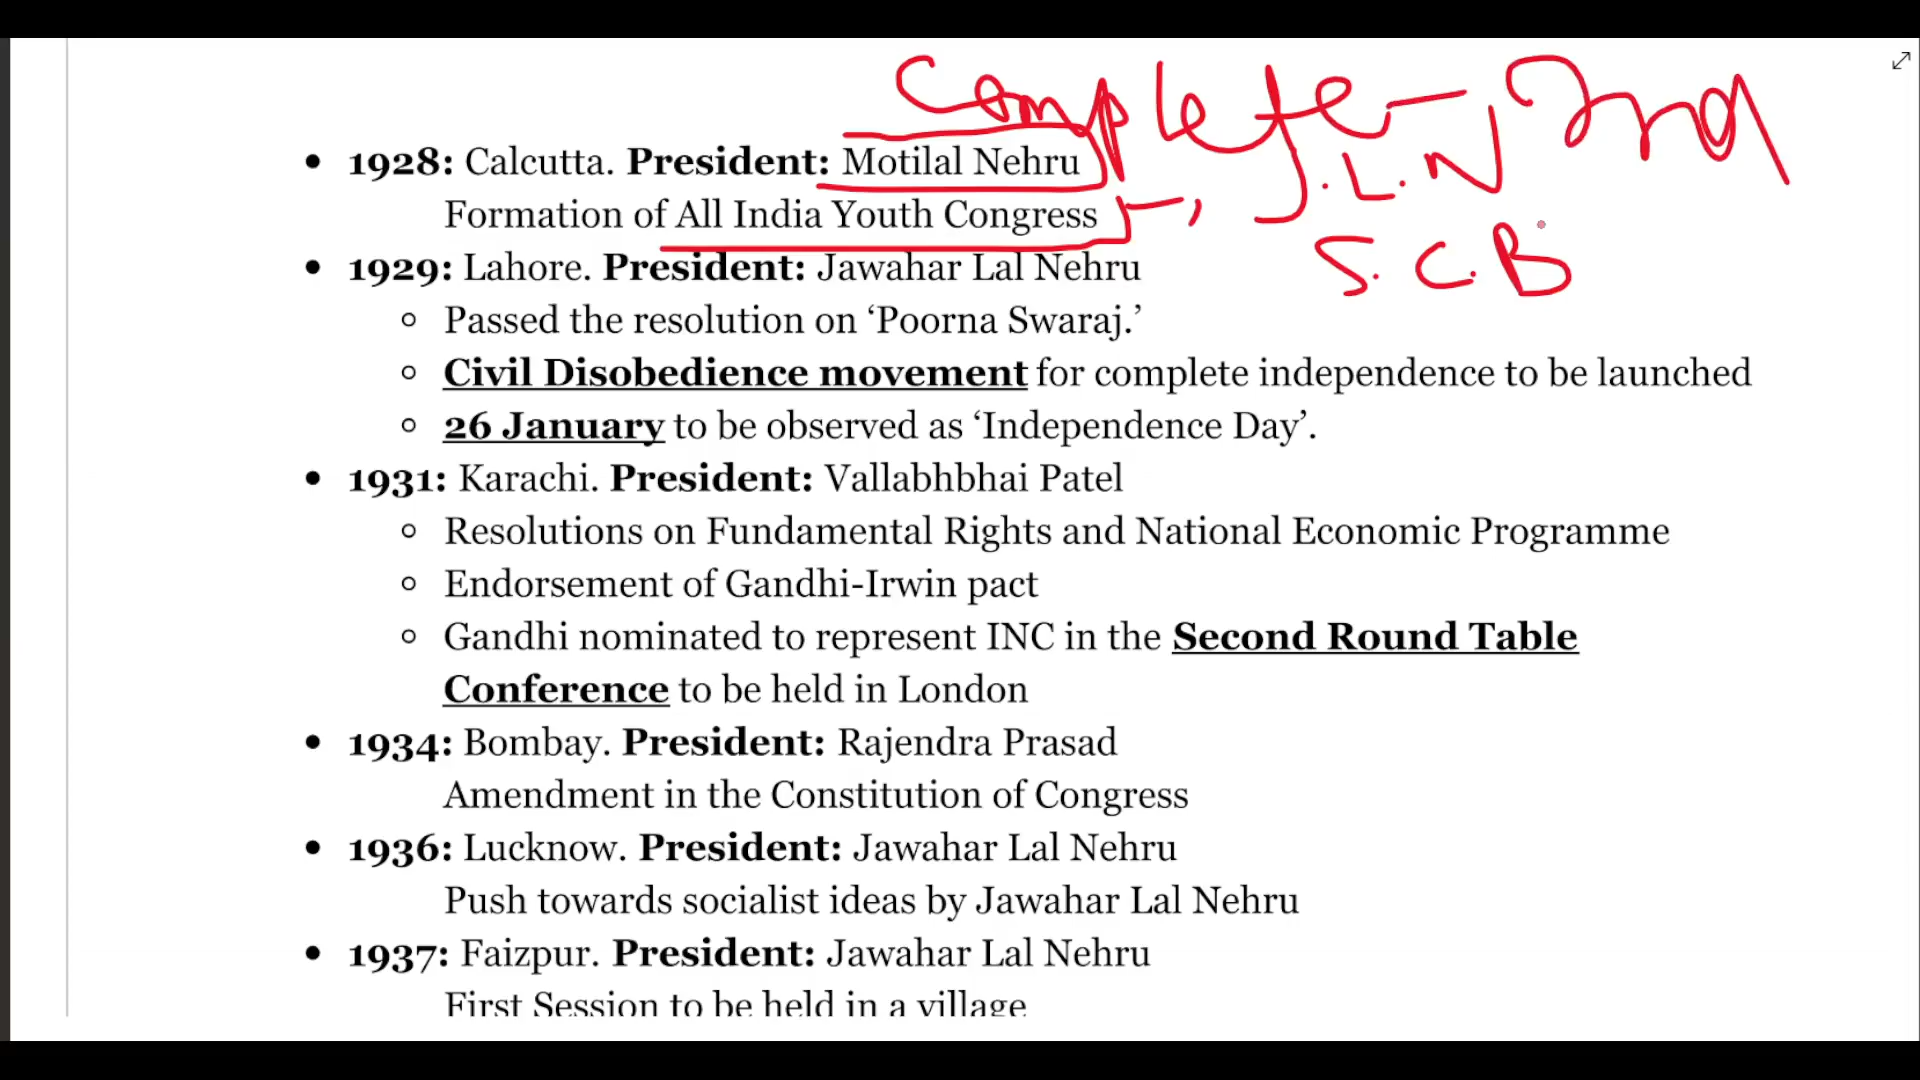 Complete - Ind
• 1928: Calcutta. President: Motilal Nehru
J.L.N
Formation of All India Youth Congress
S.C.B
• 1929: Lahore. President: Jawahar Lal Nehru
○ Passed the resolution on ‘Poorna Swaraj.’
○ Civil Disobedience movement for complete independence to be launched
○ 26 January to be observed as ‘Independence Day’.
• 1931: Karachi. President: Vallabhbhai Patel
○ Resolutions on Fundamental Rights and National Economic Programme
○ Endorsement of Gandhi-Irwin pact
○ Gandhi nominated to represent INC in the Second Round Table
Conference to be held in London
• 1934: Bombay. President: Rajendra Prasad
Amendment in the Constitution of Congress
• 1936: Lucknow. President: Jawahar Lal Nehru
Push towards socialist ideas by Jawahar Lal Nehru
• 1937: Faizpur. President: Jawahar Lal Nehru
First Session to be held in a village